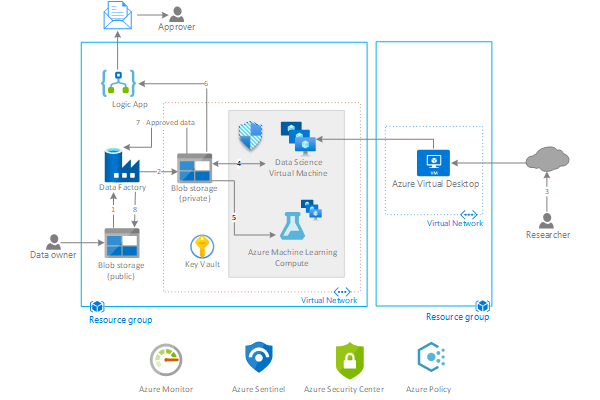 Approver
6
Logic App
7 - Approved data
Data Science
Virtual Machine
4
2
Data Factory
Blob storage
(private)
Azure Virtual Desktop
VM
3
1
8
5
Virtual Network
Researcher
Data owner
Azure Machine Learning
Compute
Blob storage
(public)
Key Vault
Virtual Network
Resource group
Resource group
Azure Monitor
Azure Sentinel
Azure Security Center
Azure Policy